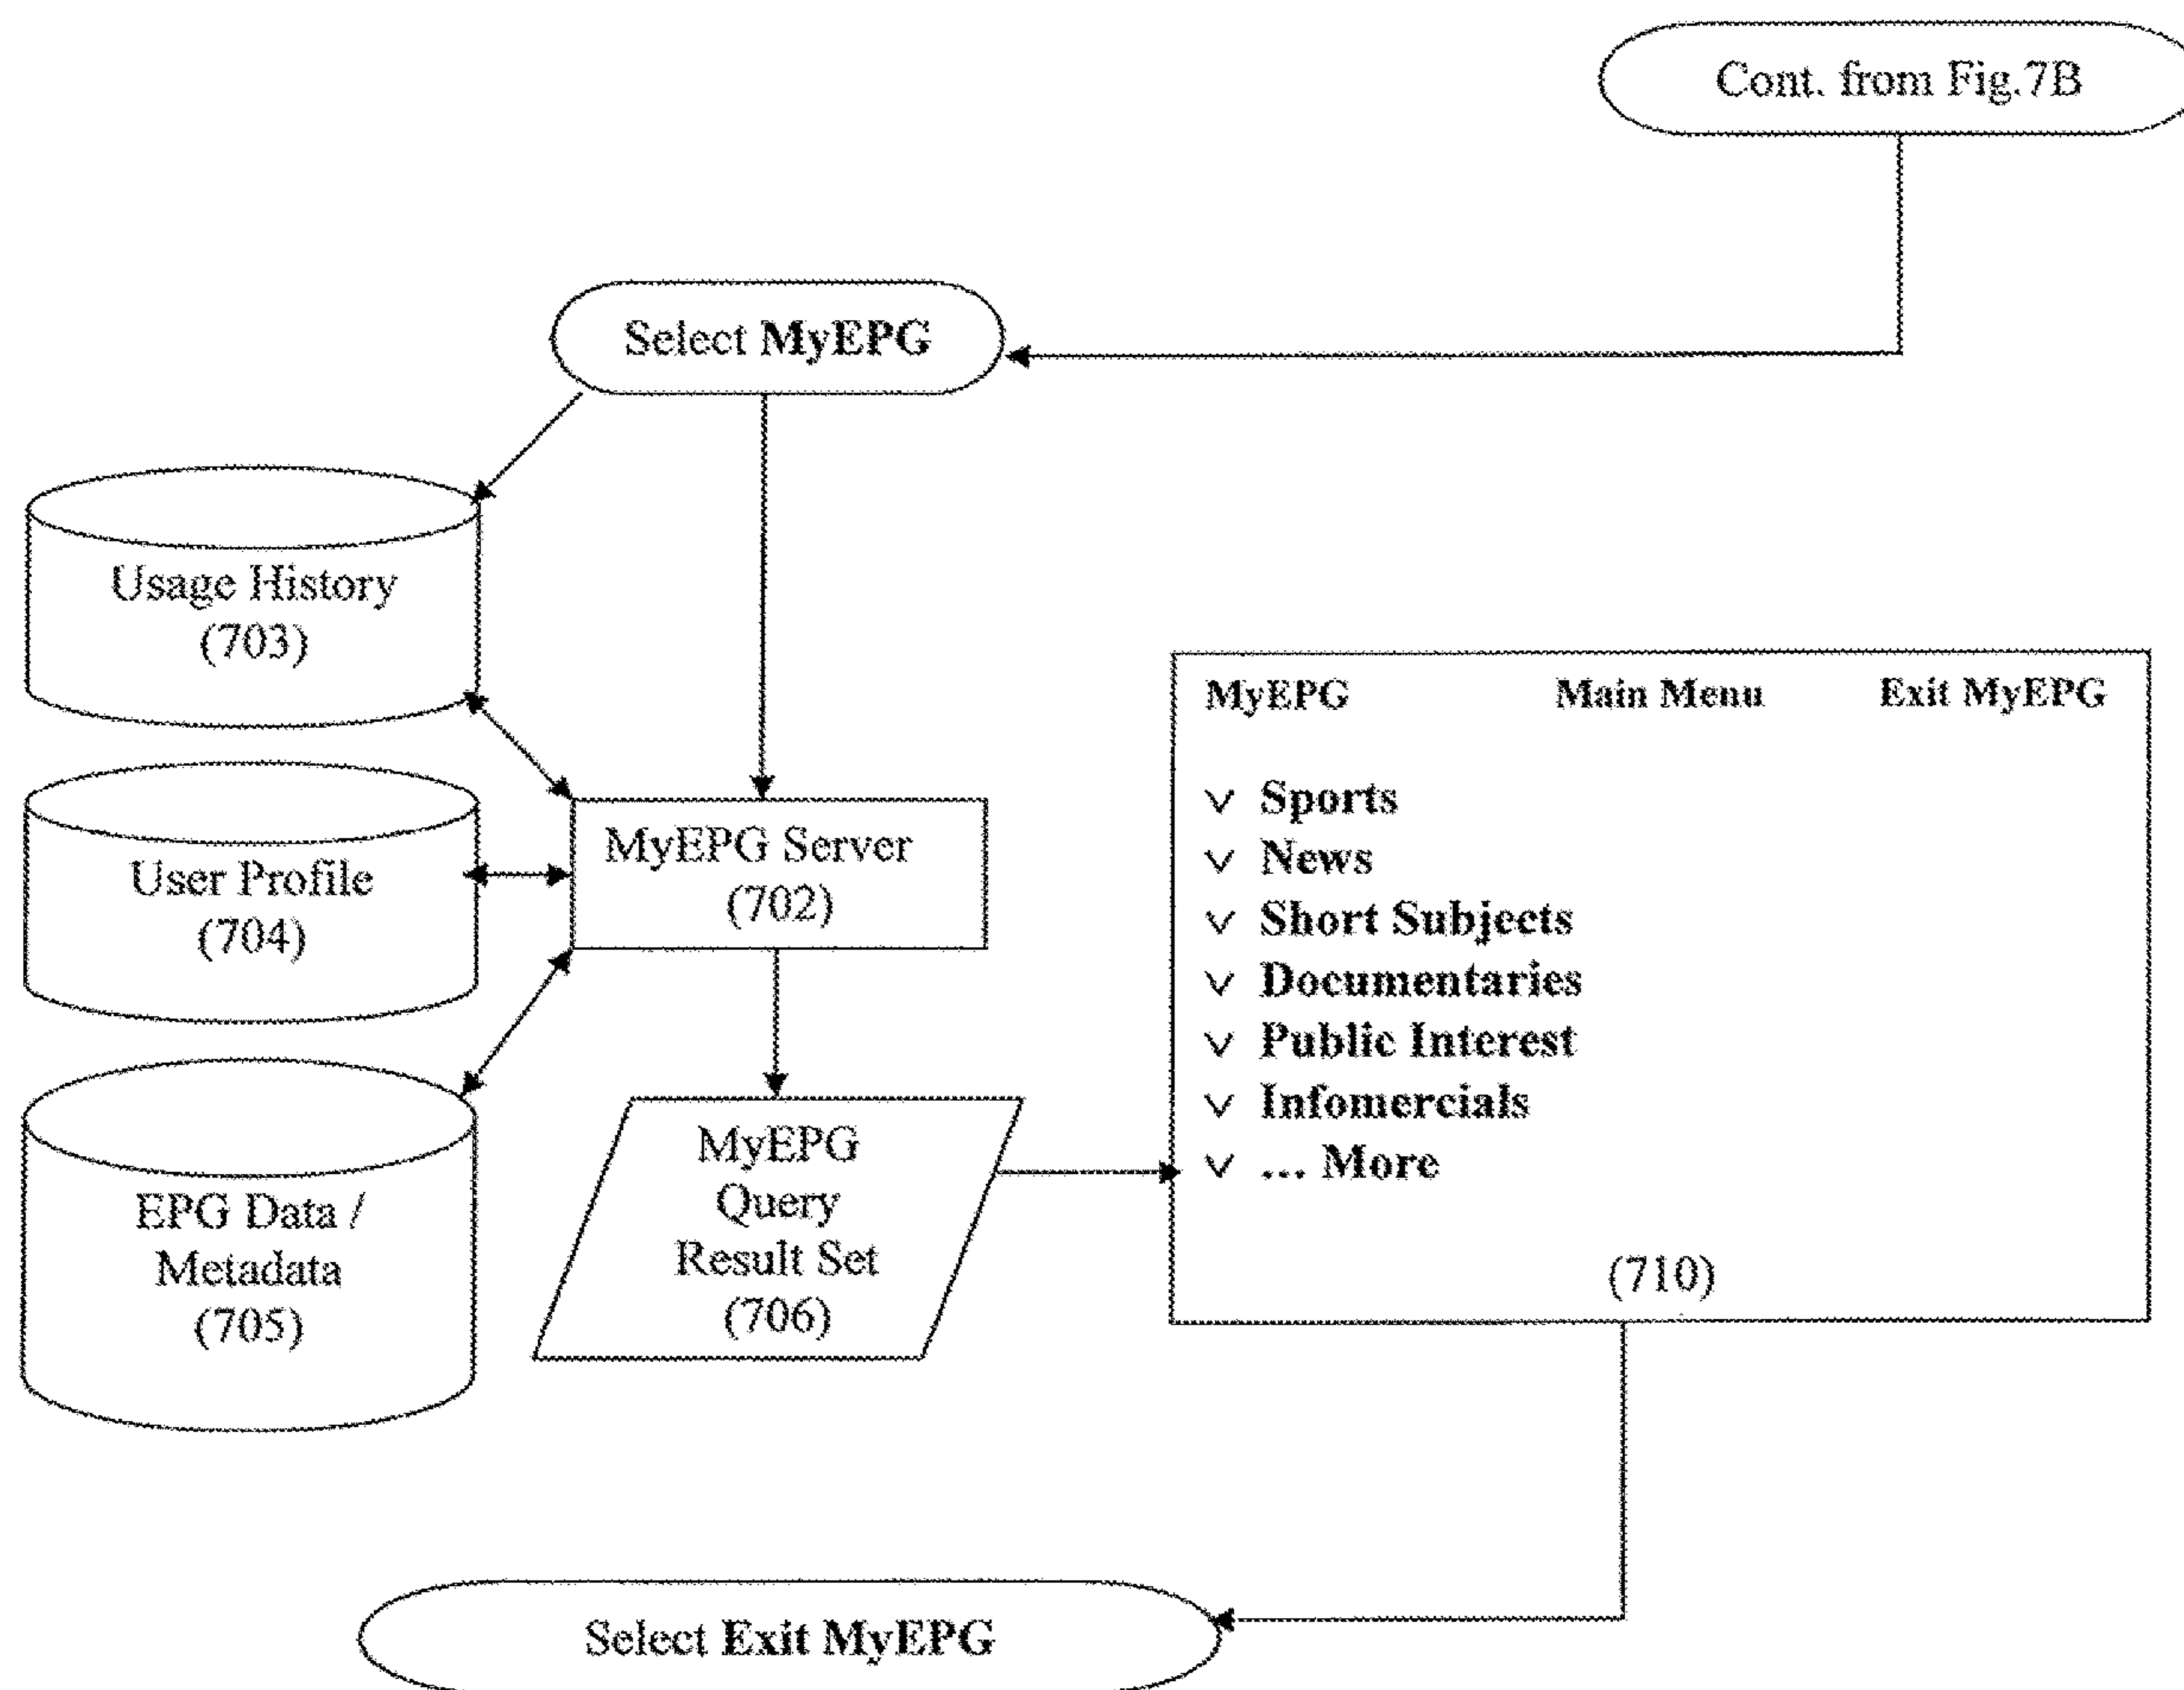 Cont. from Fig.7B
Select MyEPG
Usage History
(703)
User Profile
(704)
EPG Data /
Metadata
(705)
MyEPG Server
(702)
MyEPG
Query
Result Set
(706)
MyEPG Main Menu Exit MyEPG
v Sports
v News
v Short Subjects
v Documentaries
v Public Interest
v Infomercials
v ... More
(710)
Select Exit MyEPG